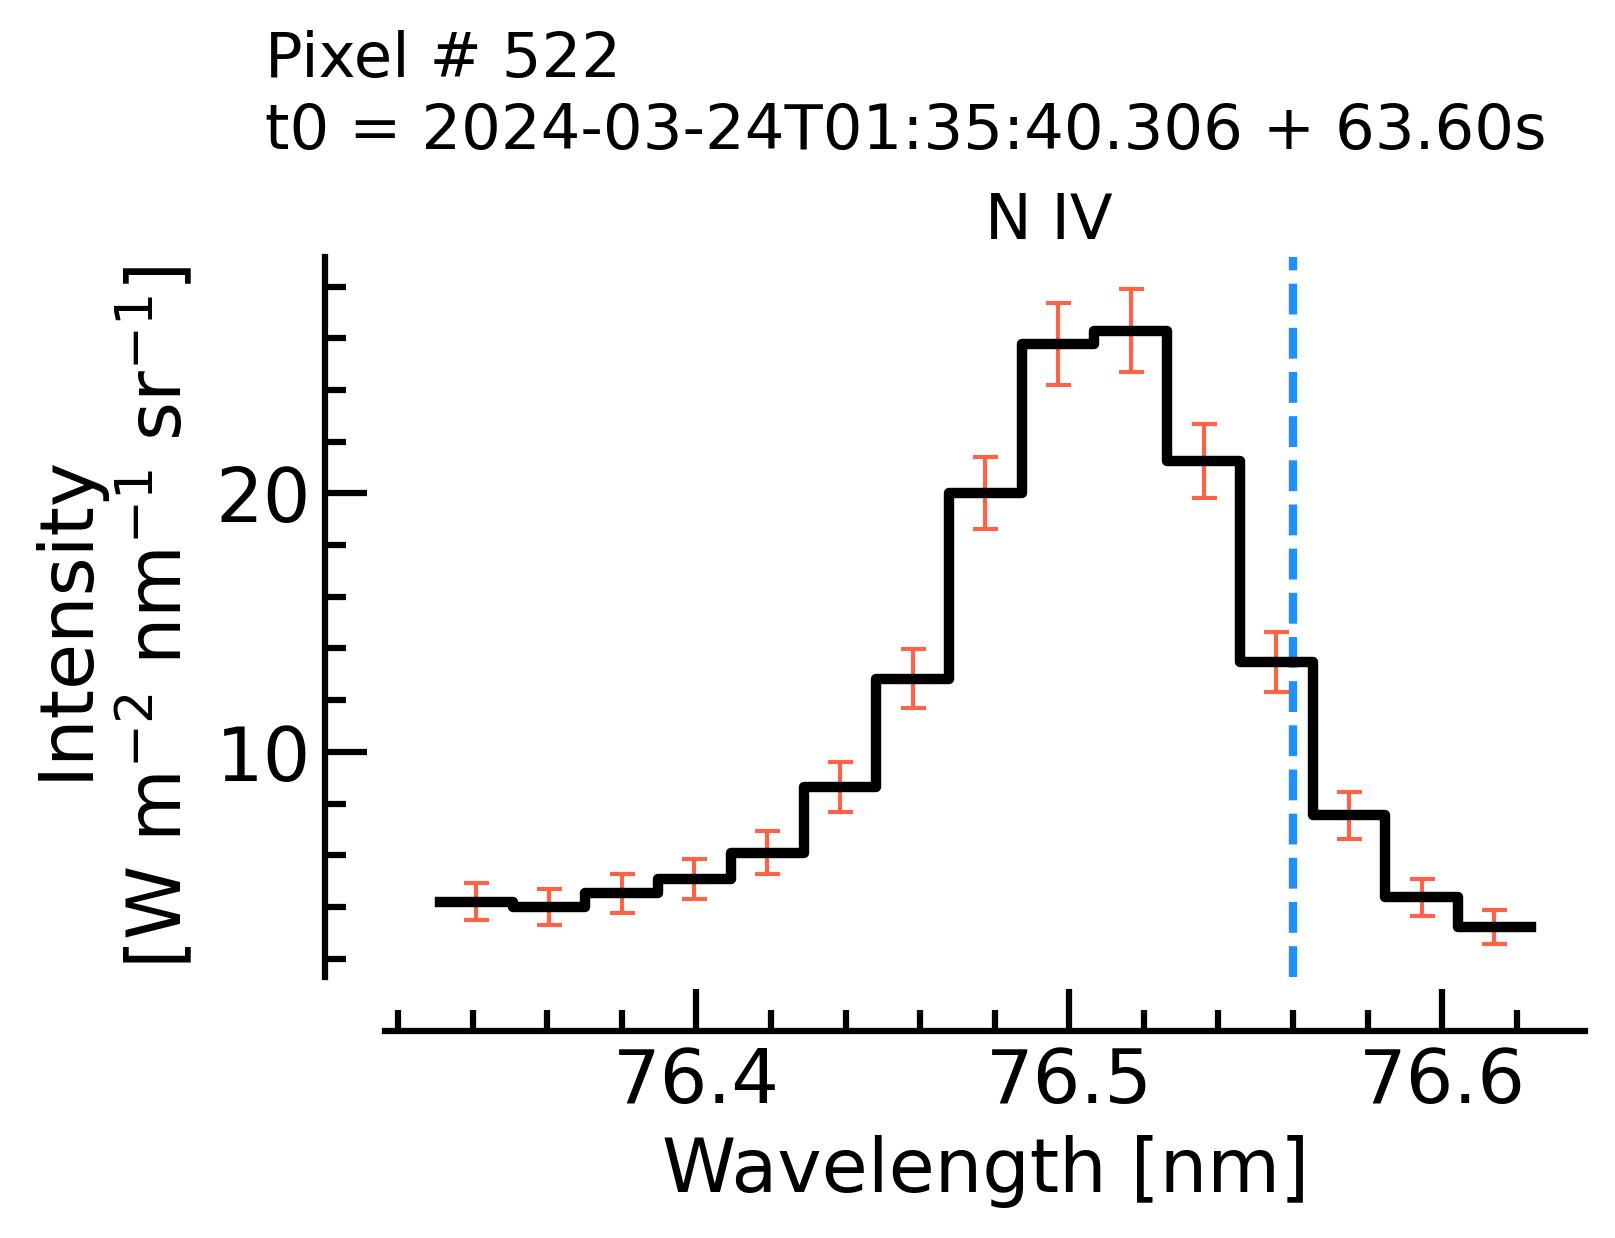 Pixel # 522
t0 = 2024-03-24T01:35:40.306 + 63.60s
N IV
Intensity
[W m⁻² nm⁻¹ sr⁻¹]
20
10
76.4 76.5 76.6
Wavelength [nm]